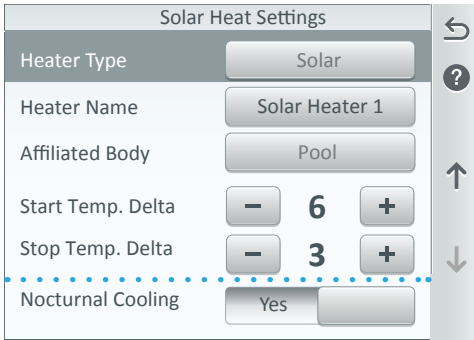 Solar Heat Settings
Heater Type Solar
?
Heater Name Solar Heater 1
Affiliated Body Pool
Start Temp. Delta − 6 +
Stop Temp. Delta − 3 +
Nocturnal Cooling Yes